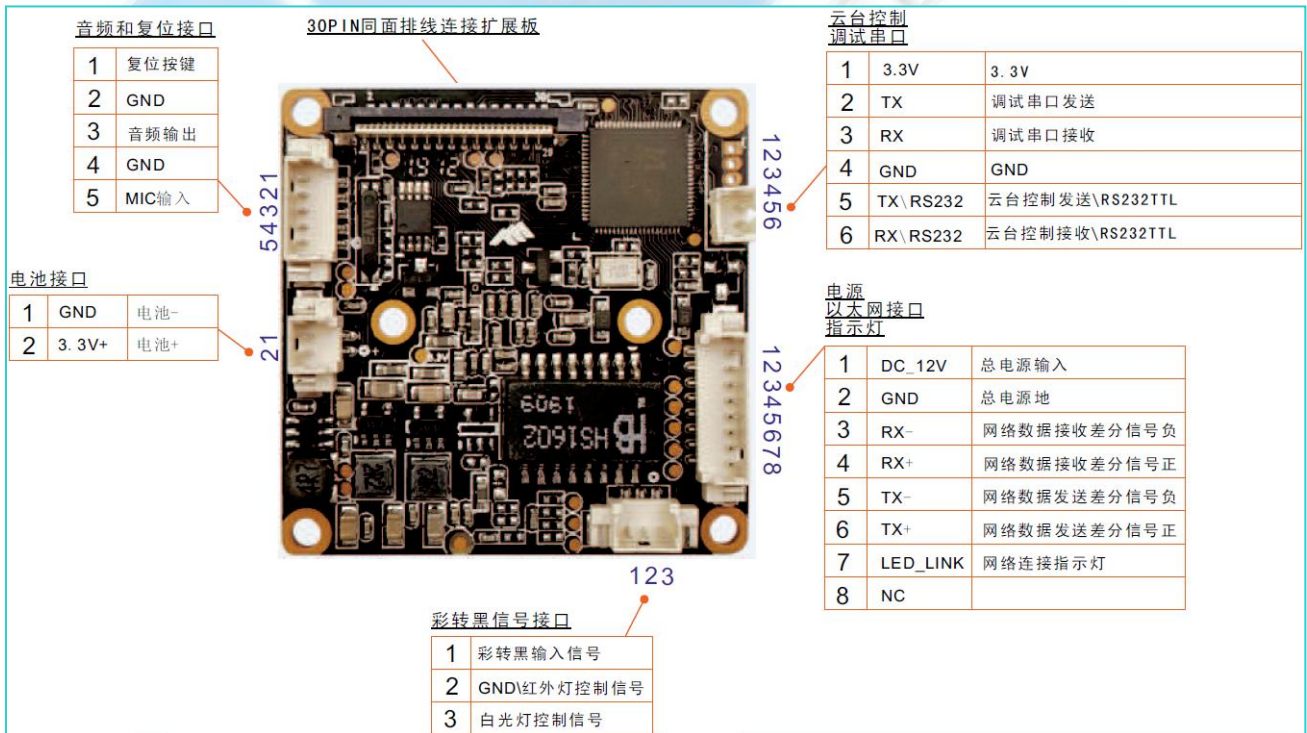 音频和复位接口
1 复位按键
2 GND
3 音频输出
4 GND
5 MIC输入
30PIN同面排线连接扩展板
云台控制
调试串口
1 3.3V 3.3V
2 TX 调试串口发送
3 RX 调试串口接收
4 GND GND
5 TX\RS232 云台控制发送\RS232TTL
6 RX\RS232 云台控制接收\RS232TTL
54321
123456
电池接口
1 GND 电池-
2 3.3V+ 电池+
21
电源
以太网接口
指示灯
1 DC_12V 总电源输入
2 GND 总电源地
3 RX- 网络数据接收差分信号负
4 RX+ 网络数据接收差分信号正
5 TX- 网络数据发送差分信号负
6 TX+ 网络数据发送差分信号正
7 LED_LINK 网络连接指示灯
8 NC
12345678
HS1602
1909
123
彩转黑信号接口
1 彩转黑输入信号
2 GND\红外灯控制信号
3 白光灯控制信号